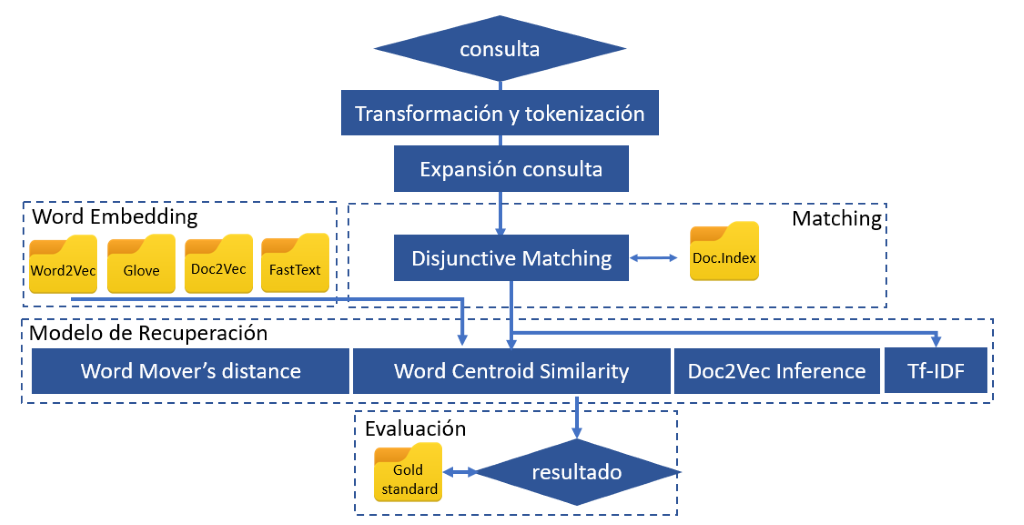 consulta
Transformación y tokenización
Expansión consulta
Word Embedding
Word2Vec
Glove
Doc2Vec
FastText
Matching
Disjunctive Matching
Doc.Index
Modelo de Recuperación
Word Mover's distance
Word Centroid Similarity
Doc2Vec Inference
Tf-IDF
Evaluación
Gold
standard
resultado